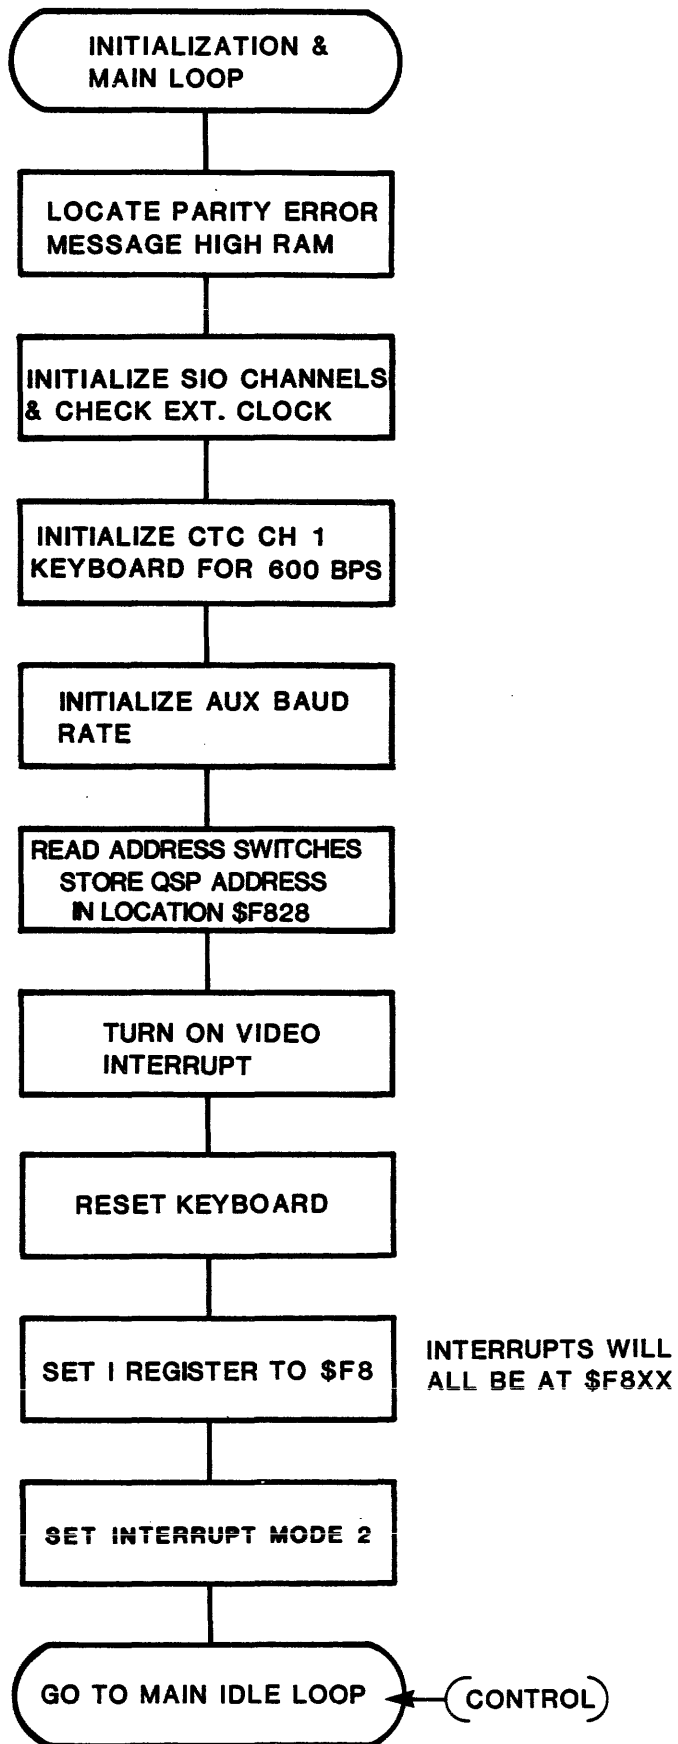 INITIALIZATION &
MAIN LOOP
LOCATE PARITY ERROR
MESSAGE HIGH RAM
INITIALIZE SIO CHANNELS
& CHECK EXT. CLOCK
INITIALIZE CTC CH 1
KEYBOARD FOR 600 BPS
INITIALIZE AUX BAUD
RATE
READ ADDRESS SWITCHES
STORE QSP ADDRESS
IN LOCATION $F828
TURN ON VIDEO
INTERRUPT
RESET KEYBOARD
SET I REGISTER TO $F8
INTERRUPTS WILL
ALL BE AT $F8XX
SET INTERRUPT MODE 2
GO TO MAIN IDLE LOOP
(CONTROL)